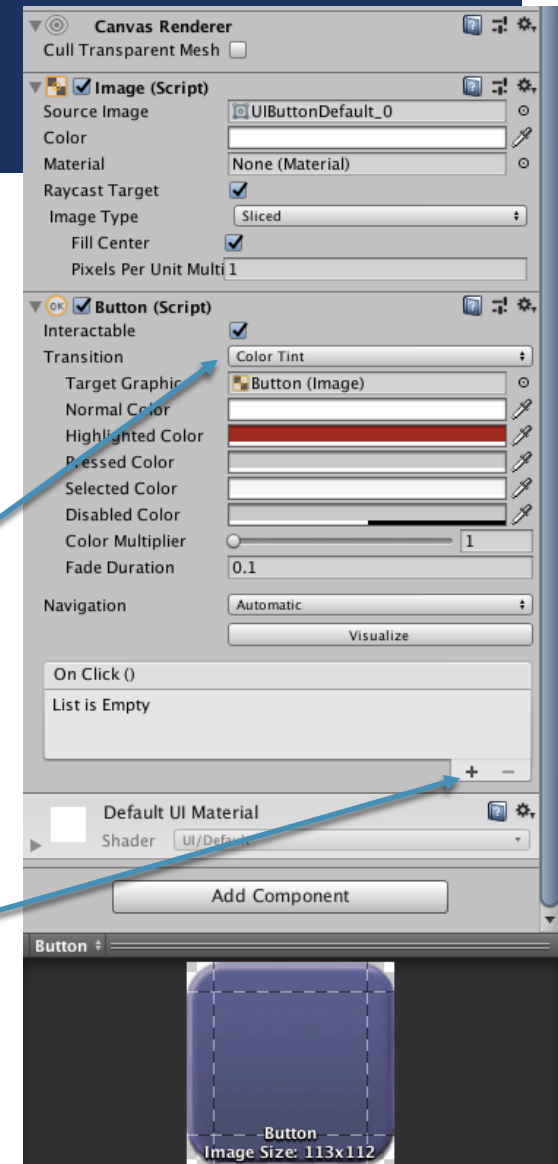 Canvas Renderer
Cull Transparent Mesh
Image (Script)
Source Image UIButtonDefault_0
Color
Material None (Material)
Raycast Target
Image Type Sliced
Fill Center
Pixels Per Unit Multi 1
OK Button (Script)
Interactable
Transition Color Tint
Target Graphic Button (Image)
Normal Color
Highlighted Color
Pressed Color
Selected Color
Disabled Color
Color Multiplier 1
Fade Duration 0.1
Navigation Automatic
Visualize
On Click ()
List is Empty
+ −
Default UI Material
Shader UI/Default
Add Component
Button
Button
Image Size: 113x112